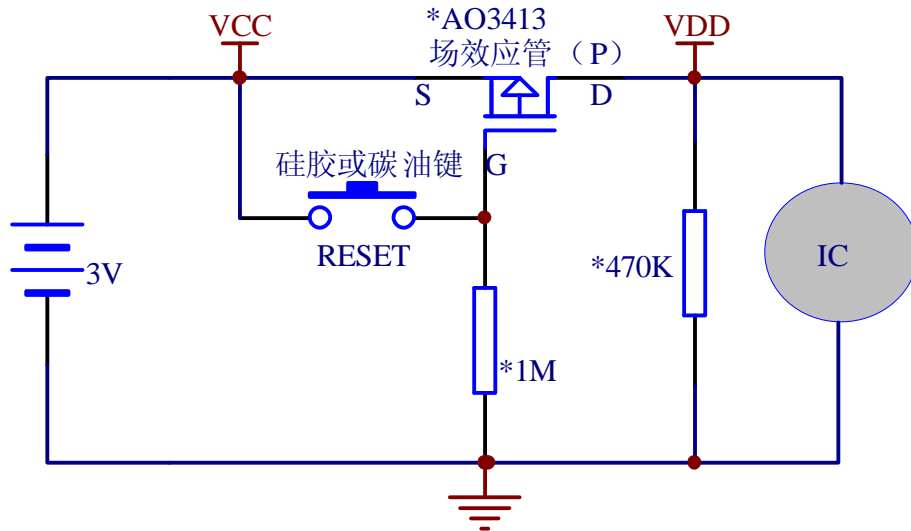 VCC
*AO3413
场效应管（P）
VDD
S
D
硅胶或碳油键
G
RESET
3V
*1M
*470K
IC